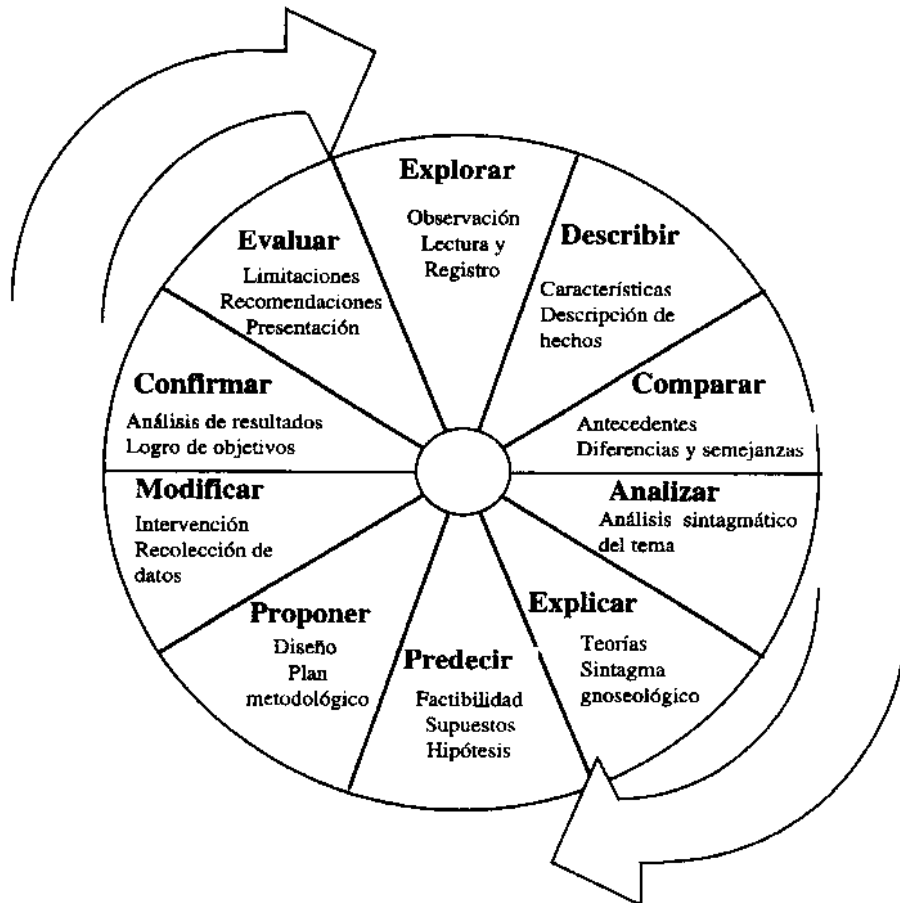 Explorar
Observación
Lectura y
Registro
Describir
Características
Descripción de
hechos
Comparar
Antecedentes
Diferencias y semejanzas
Analizar
Análisis sintagmático
del tema
Explicar
Teorías
Sintagma
gnoseológico
Predecir
Factibilidad
Supuestos
Hipótesis
Proponer
Diseño
Plan
metodológico
Modificar
Intervención
Recolección de
datos
Confirmar
Análisis de resultados
Logro de objetivos
Evaluar
Limitaciones
Recomendaciones
Presentación